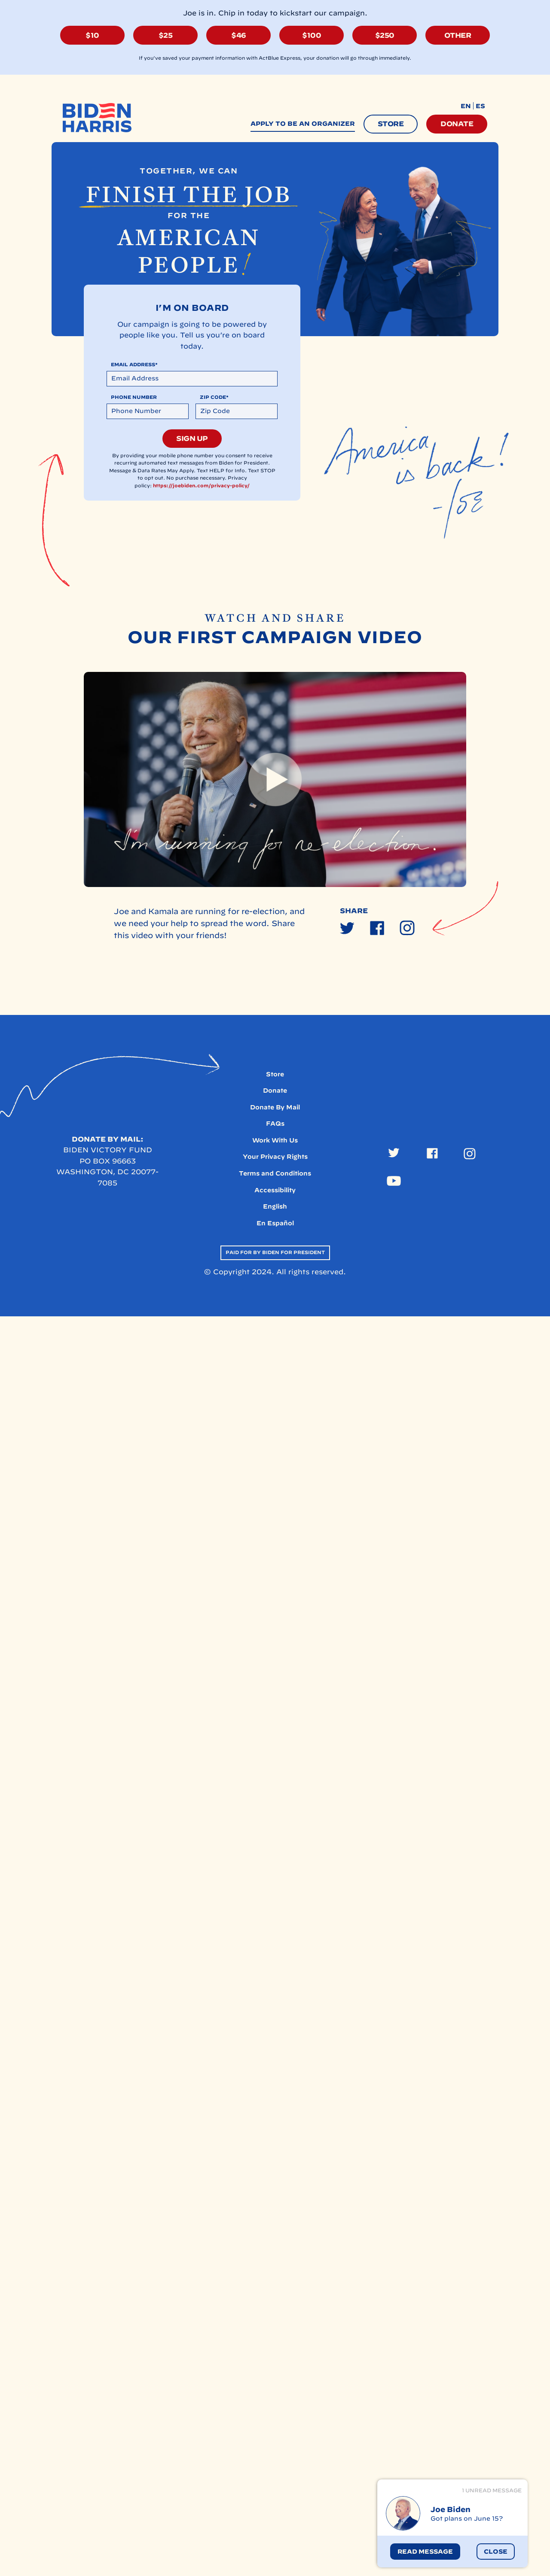 Joe is in. Chip in today to kickstart our campaign.
$10 $25 $46 $100 $250 OTHER
If you've saved your payment information with ActBlue Express, your donation will go through immediately.
EN | ES
BIDEN
HARRIS
APPLY TO BE AN ORGANIZER STORE DONATE
TOGETHER, WE CAN
FINISH THE JOB
FOR THE
AMERICAN
PEOPLE!
I'M ON BOARD
Our campaign is going to be powered by
people like you. Tell us you're on board
today.
EMAIL ADDRESS*
Email Address
PHONE NUMBER ZIP CODE*
Phone Number Zip Code
SIGN UP
By providing your mobile phone number you consent to receive
recurring automated text messages from Biden for President.
Message & Data Rates May Apply. Text HELP for Info. Text STOP
to opt out. No purchase necessary. Privacy
policy: https://joebiden.com/privacy-policy/
America
is back!
-Joe
WATCH AND SHARE
OUR FIRST CAMPAIGN VIDEO
I'm running for re-election.
Joe and Kamala are running for re-election, and
we need your help to spread the word. Share
this video with your friends!
SHARE
Store
Donate
Donate By Mail
FAQs
Work With Us
Your Privacy Rights
Terms and Conditions
Accessibility
English
En Español
DONATE BY MAIL:
BIDEN VICTORY FUND
PO BOX 96663
WASHINGTON, DC 20077-
7085
PAID FOR BY BIDEN FOR PRESIDENT
© Copyright 2024. All rights reserved.
1 UNREAD MESSAGE
Joe Biden
Got plans on June 15?
READ MESSAGE CLOSE